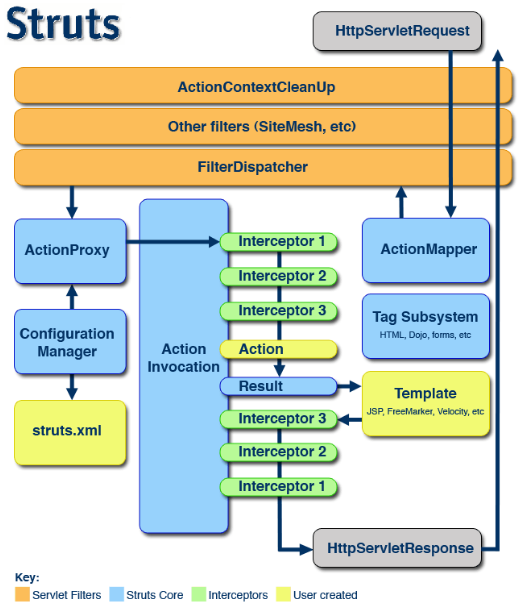 Struts
HttpServletRequest
ActionContextCleanUp
Other filters (SiteMesh, etc)
FilterDispatcher
ActionProxy
ActionMapper
Interceptor 1
Interceptor 2
Interceptor 3
Tag Subsystem
HTML, Dojo, forms, etc
Configuration
Manager
Action
Invocation
Action
Result
Template
JSP, FreeMarker, Velocity, etc
struts.xml
Interceptor 3
Interceptor 2
Interceptor 1
HttpServletResponse
Key:
Servlet Filters
Struts Core
Interceptors
User created